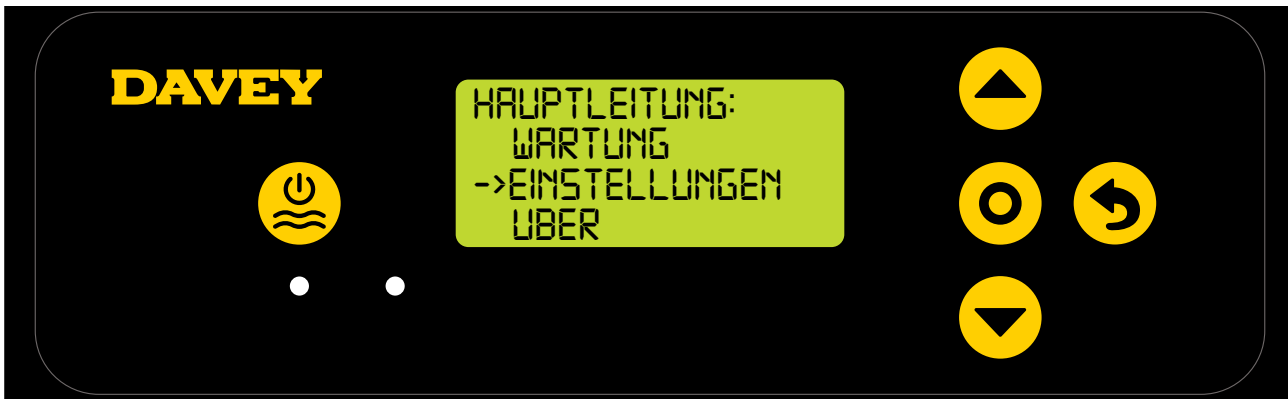 DAVEY
HAUPTLEITUNG:
WARTUNG
->EINSTELLUNGEN
UBER